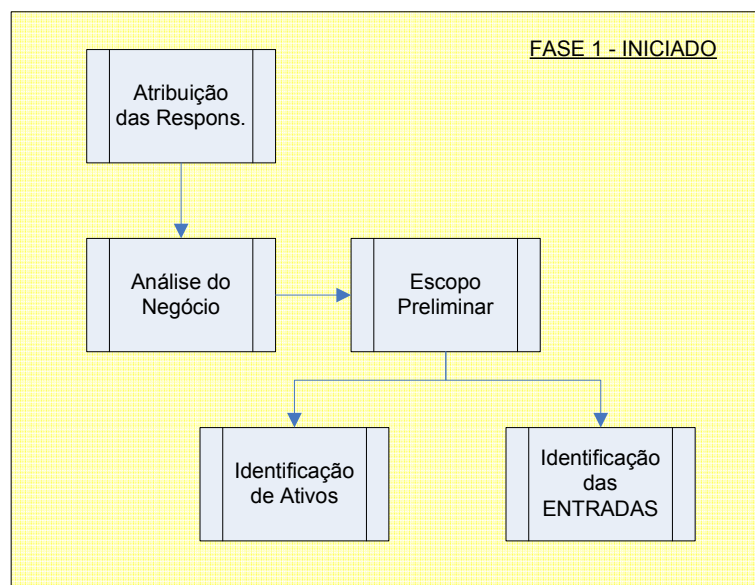 FASE 1 - INICIADO
Atribuição
das Respons.
Análise do
Negócio
Escopo
Preliminar
Identificação
de Ativos
Identificação
das
ENTRADAS